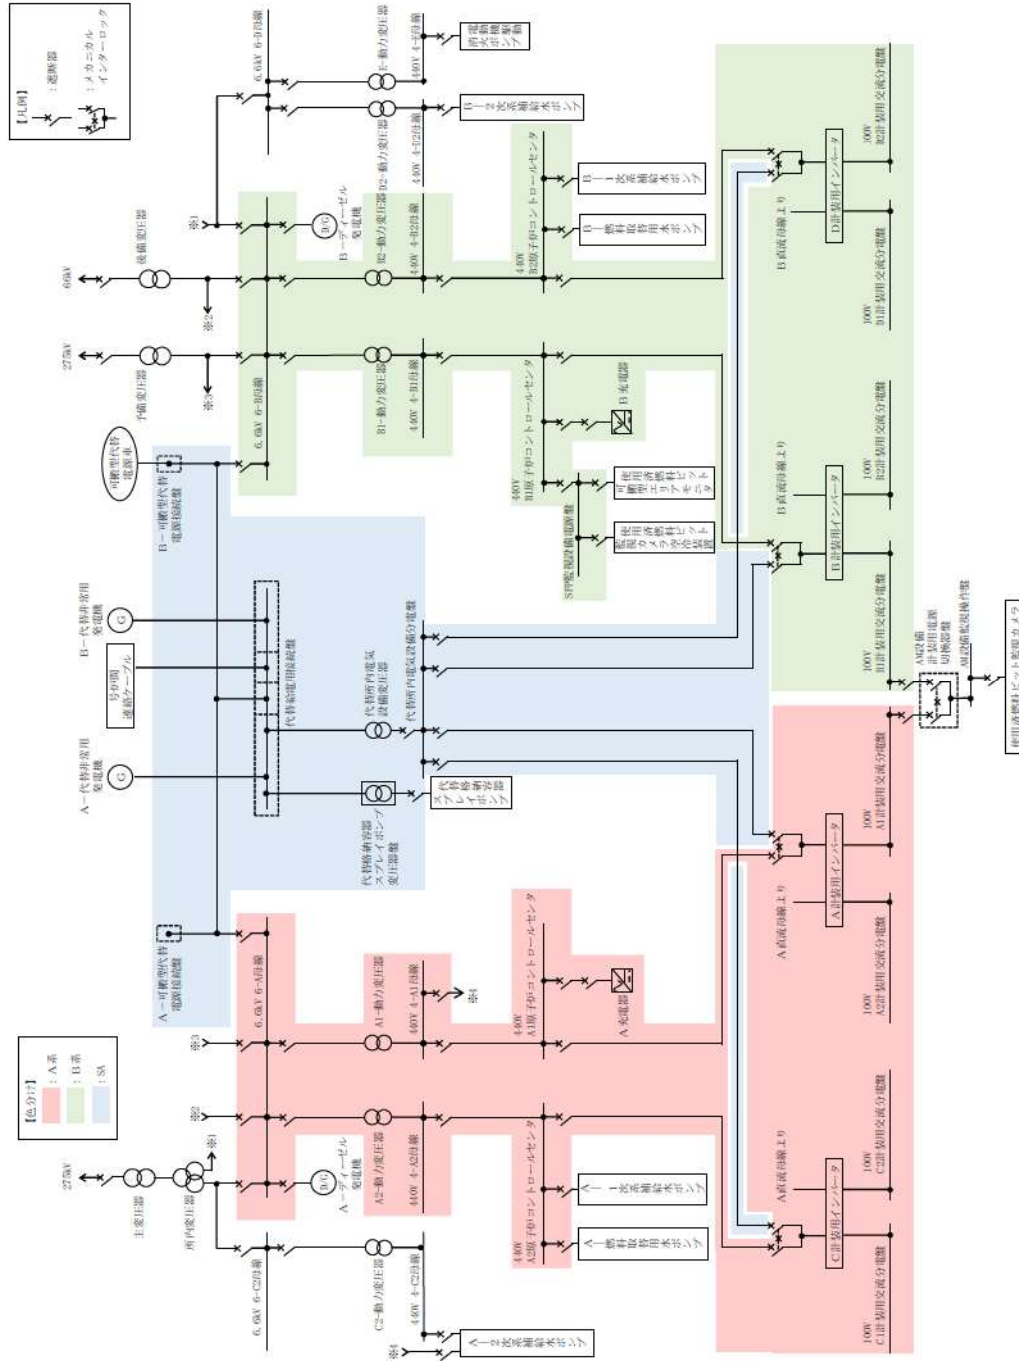 【色分け】
：A系
：B系
：SA
【凡例】
：遮断器
：メカニカル
インターロック
275kV
主変圧器
所内変圧器
※1
※2
※3
A－可搬型代替
電源接続盤
A－代替非常用
発電機
G
号炉間
連絡ケーブル
B－代替非常用
発電機
G
代替給電用接続盤
B－可搬型代替
電源接続盤
可搬型代替
電源車
275kV
予備変圧器
※3
66kV
後備変圧器
※2
※1
6.6kV 6-C2母線
A－ディーゼル
発電機
D/G
6.6kV 6-A母線
6.6kV 6-B母線
D/G
B－ディーゼル
発電機
6.6kV 6-D母線
C2-動力変圧器
440V 4-C2母線
A2-動力変圧器
440V 4-A2母線
A1-動力変圧器
440V 4-A1母線
※4
代替格納容器
スプレイポンプ
変圧器盤
代替格納容器
スプレイポンプ
代替所内電気
設備変圧器
代替所内電気設備分電盤
B1-動力変圧器
440V 4-B1母線
B2-動力変圧器
440V 4-B2母線
D2-動力変圧器
440V 4-D2母線
E-動力変圧器
440V 4-E母線
電動機駆動
消火ポンプ
B－2次系補給水ポンプ
※4
A－2次系補給水ポンプ
440V
A2原子炉コントロールセンタ
A－燃料取替用水ポンプ
A－1次系補給水ポンプ
440V
A1原子炉コントロールセンタ
A充電器
440V
B1原子炉コントロールセンタ
SFP監視設備電源盤
使用済燃料ピット
監視カメラ空冷装置
使用済燃料ピット
可搬型エリアモニタ
B充電器
440V
B2原子炉コントロールセンタ
B－燃料取替用水ポンプ
B－1次系補給水ポンプ
A直流母線より
C計装用インバータ
100V
C1計装用交流分電盤
100V
C2計装用交流分電盤
A直流母線より
A計装用インバータ
100V
A2計装用交流分電盤
100V
A1計装用交流分電盤
B直流母線より
B計装用インバータ
100V
B1計装用交流分電盤
100V
B2計装用交流分電盤
B直流母線より
D計装用インバータ
100V
D1計装用交流分電盤
100V
D2計装用交流分電盤
AM設備
計装用電源
切換器盤
AM設備監視操作盤
使用済燃料ピット監視カメラ